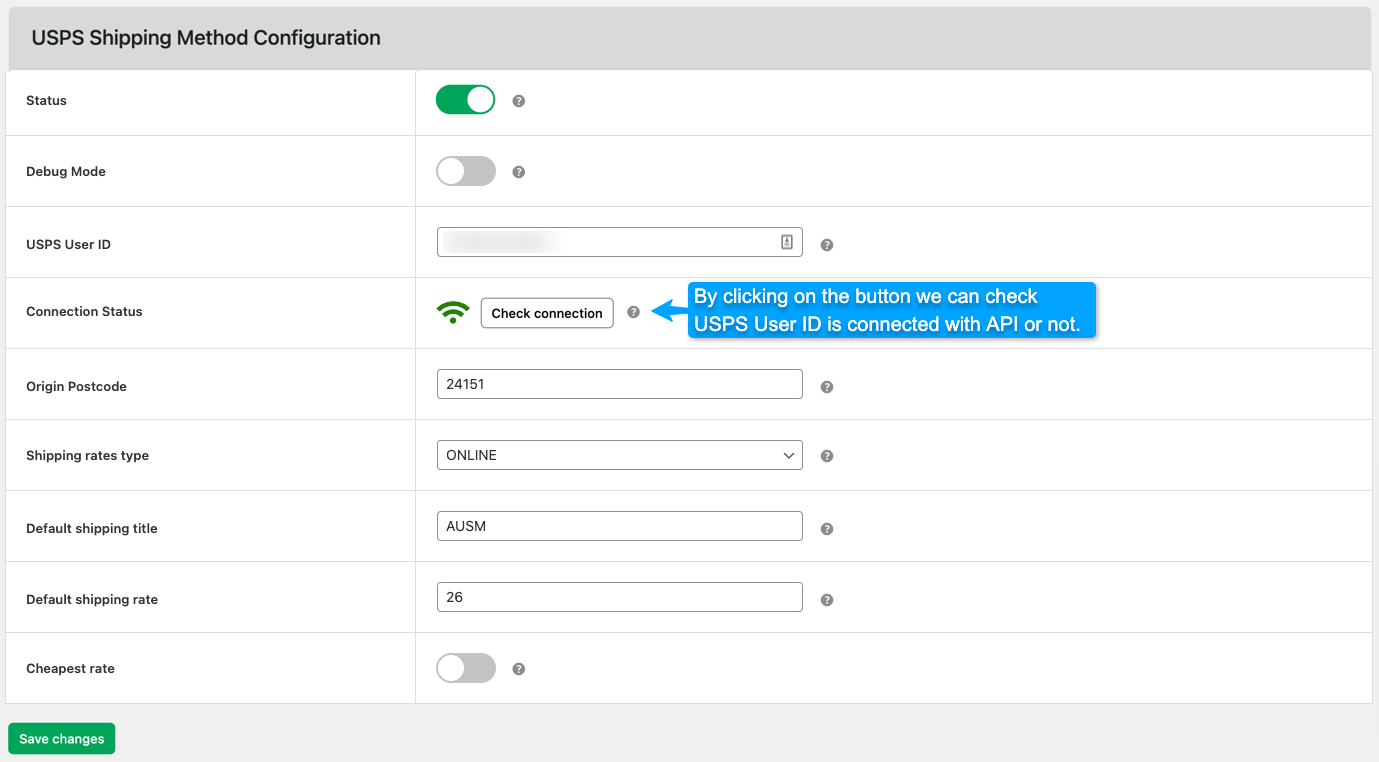 USPS Shipping Method Configuration
Status
Debug Mode
USPS User ID
Connection Status
Check connection
By clicking on the button we can check
USPS User ID is connected with API or not.
Origin Postcode
24151
Shipping rates type
ONLINE
Default shipping title
AUSM
Default shipping rate
26
Cheapest rate
Save changes